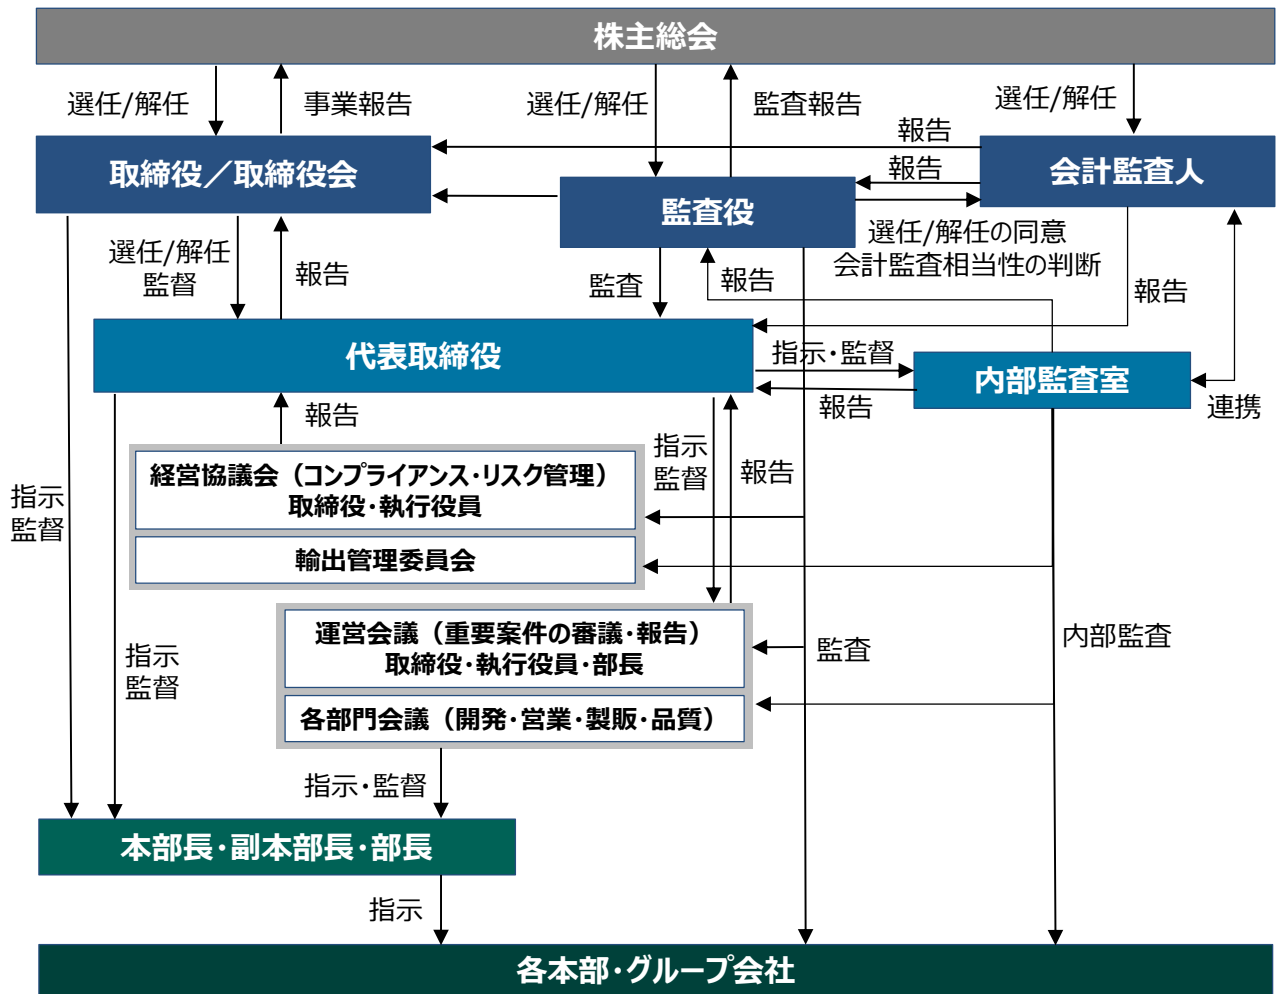 株主総会
選任/解任
事業報告
選任/解任
監査報告
選任/解任
報告
取締役／取締役会
報告
会計監査人
監査役
選任/解任の同意
会計監査相当性の判断
選任/解任
監督
報告
監査
報告
報告
代表取締役
指示・監督
内部監査室
報告
報告
連携
経営協議会（コンプライアンス・リスク管理）
取締役・執行役員
指示
監督
報告
指示
監督
輸出管理委員会
運営会議（重要案件の審議・報告）
取締役・執行役員・部長
監査
内部監査
指示
監督
各部門会議（開発・営業・製販・品質）
指示・監督
本部長・副本部長・部長
指示
各本部・グループ会社